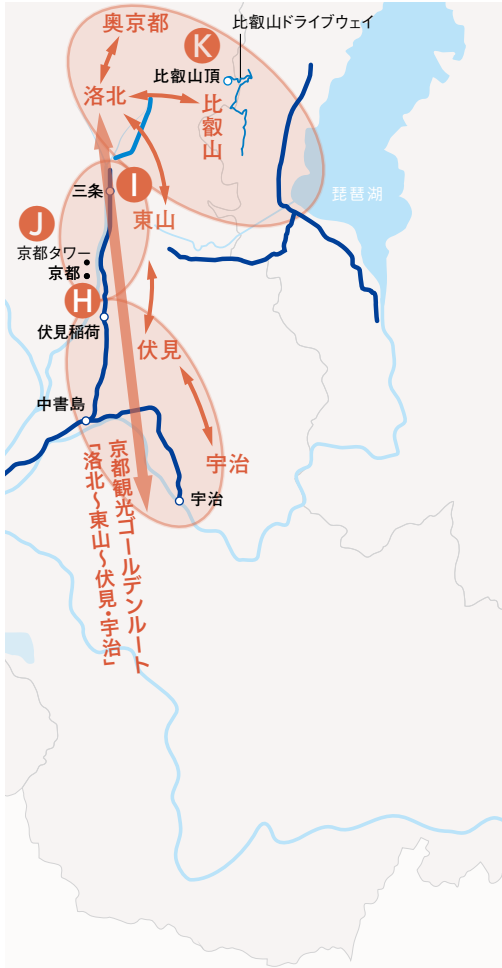 比叡山ドライブウェイ
奥京都
K
比叡山頂
洛北
比叡山
琵琶湖
三条
I
東山
J
京都タワー
京都
H
伏見稲荷
伏見
中書島
宇治
宇治
京都観光ゴールデンルート
「洛北〜東山〜伏見・宇治」